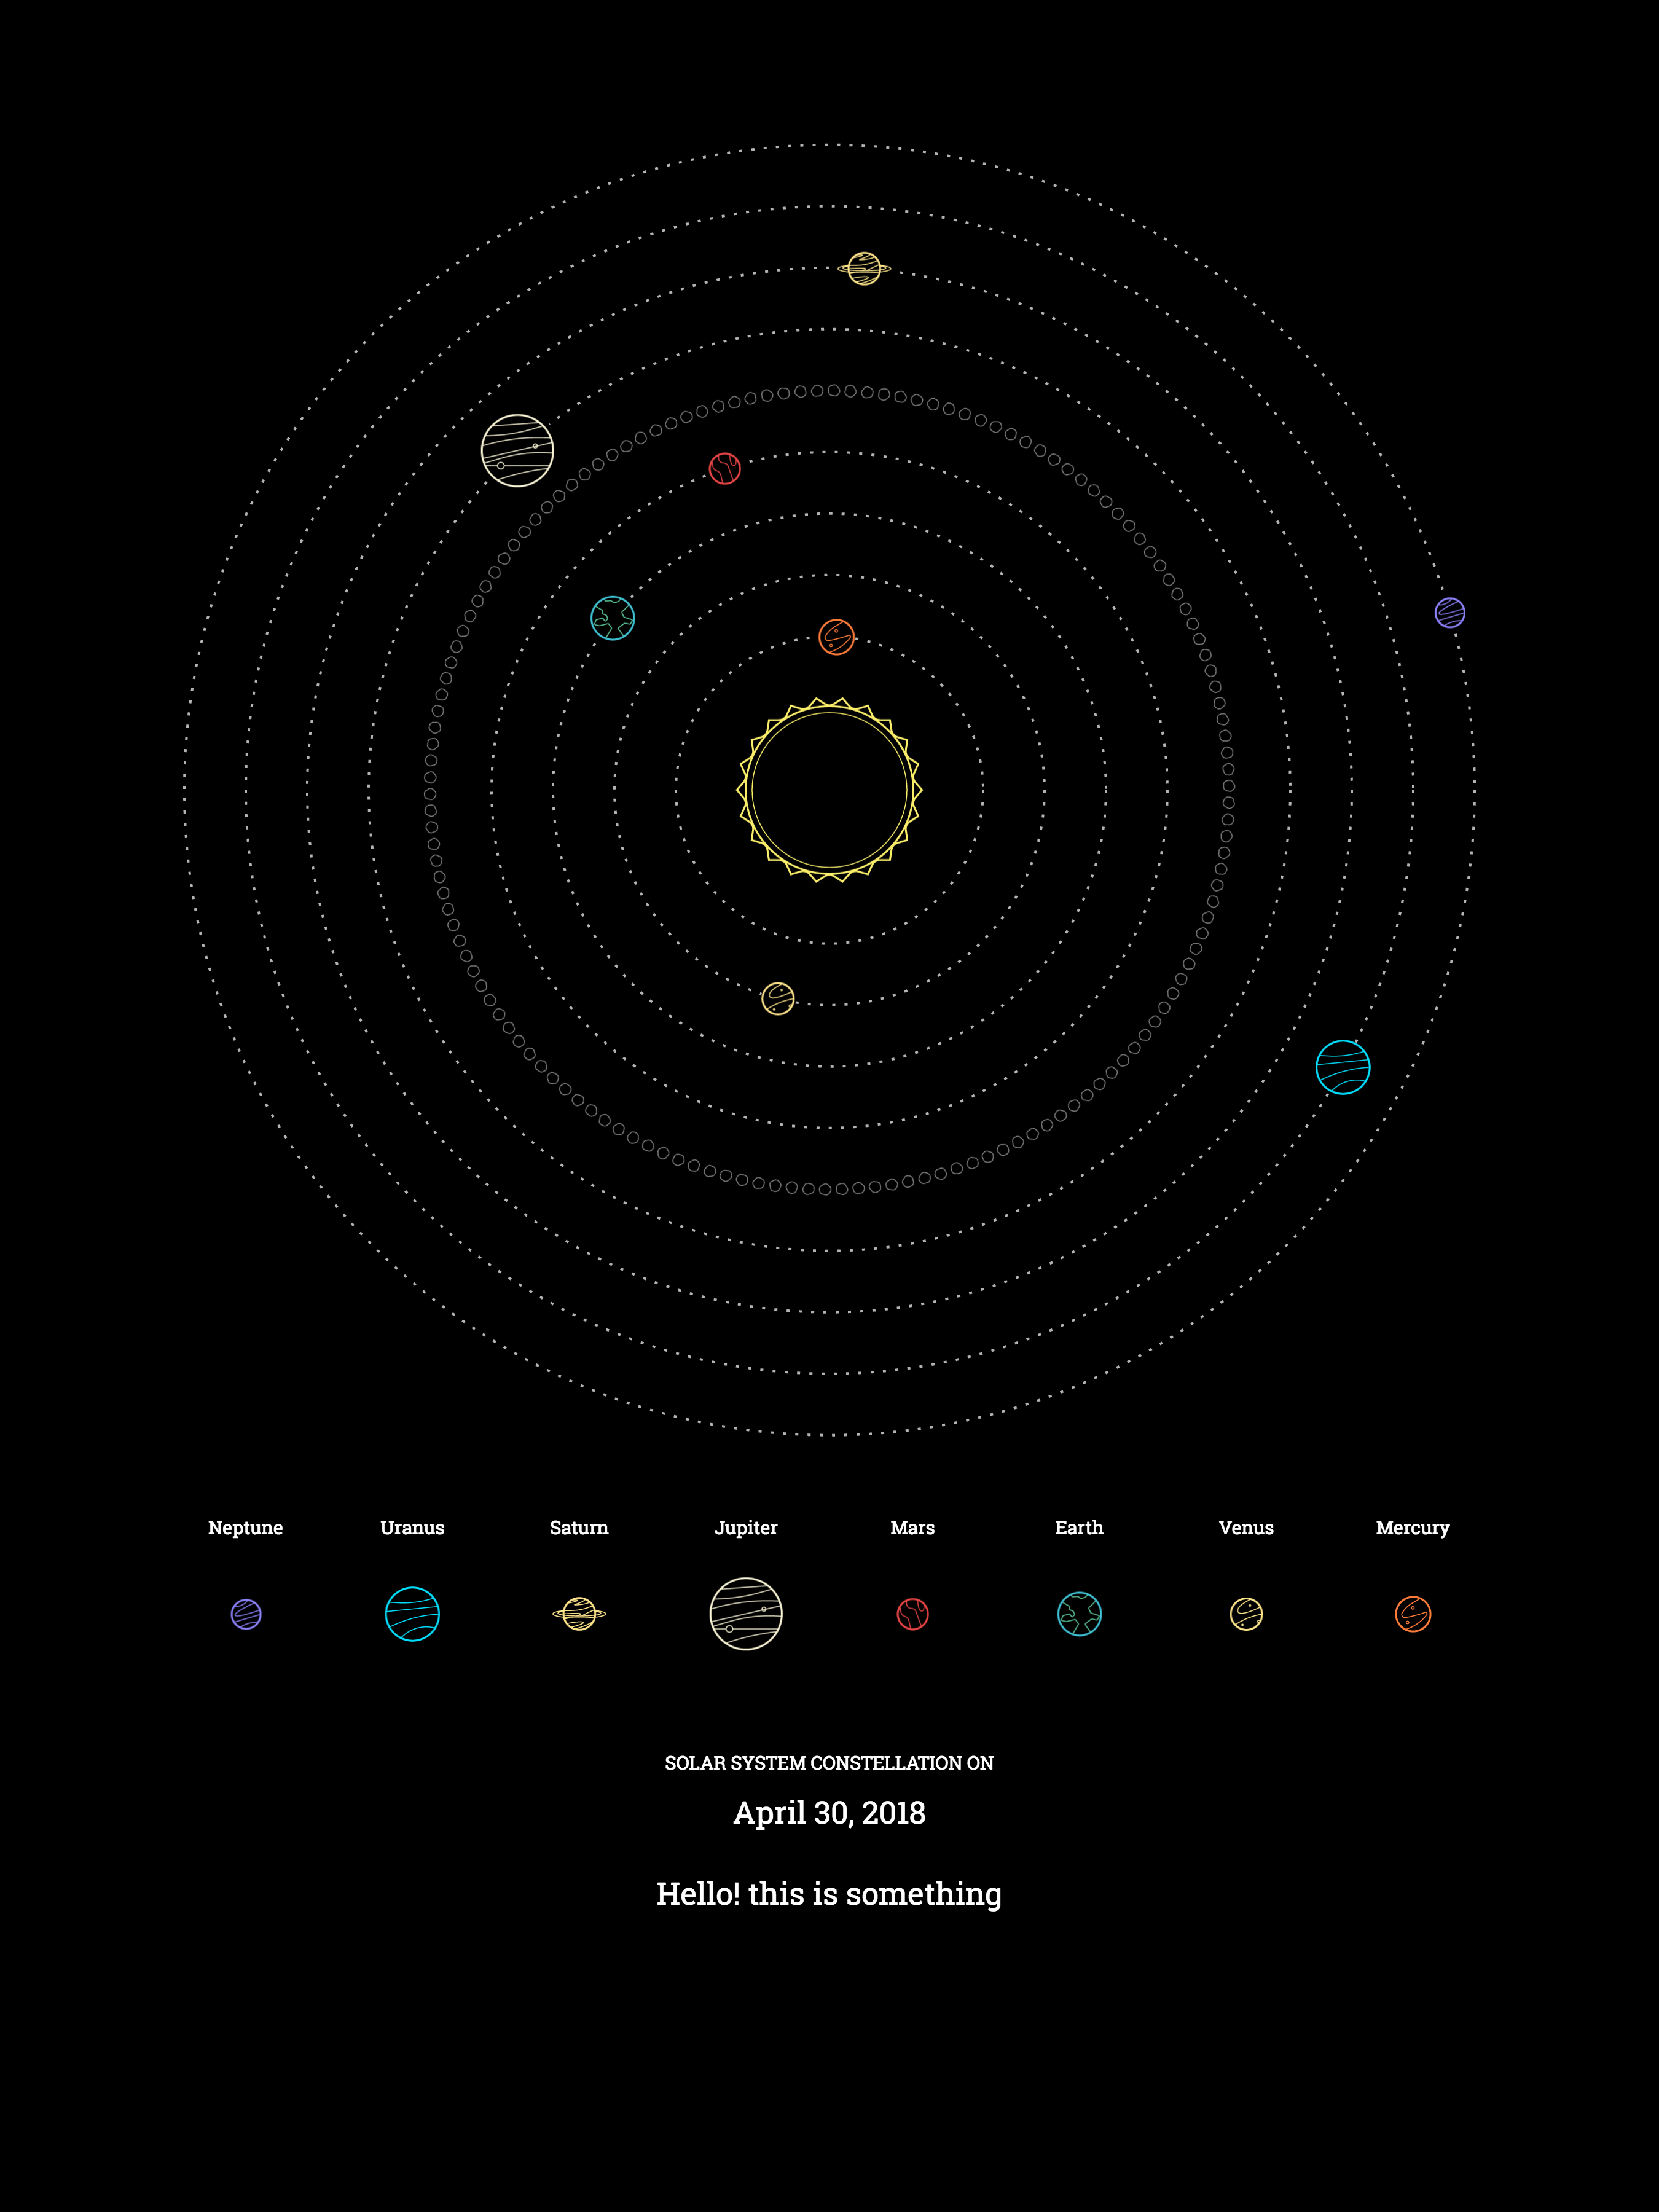 Neptune Uranus Saturn Jupiter Mars Earth Venus Mercury
SOLAR SYSTEM CONSTELLATION ON
April 30, 2018
Hello! this is something